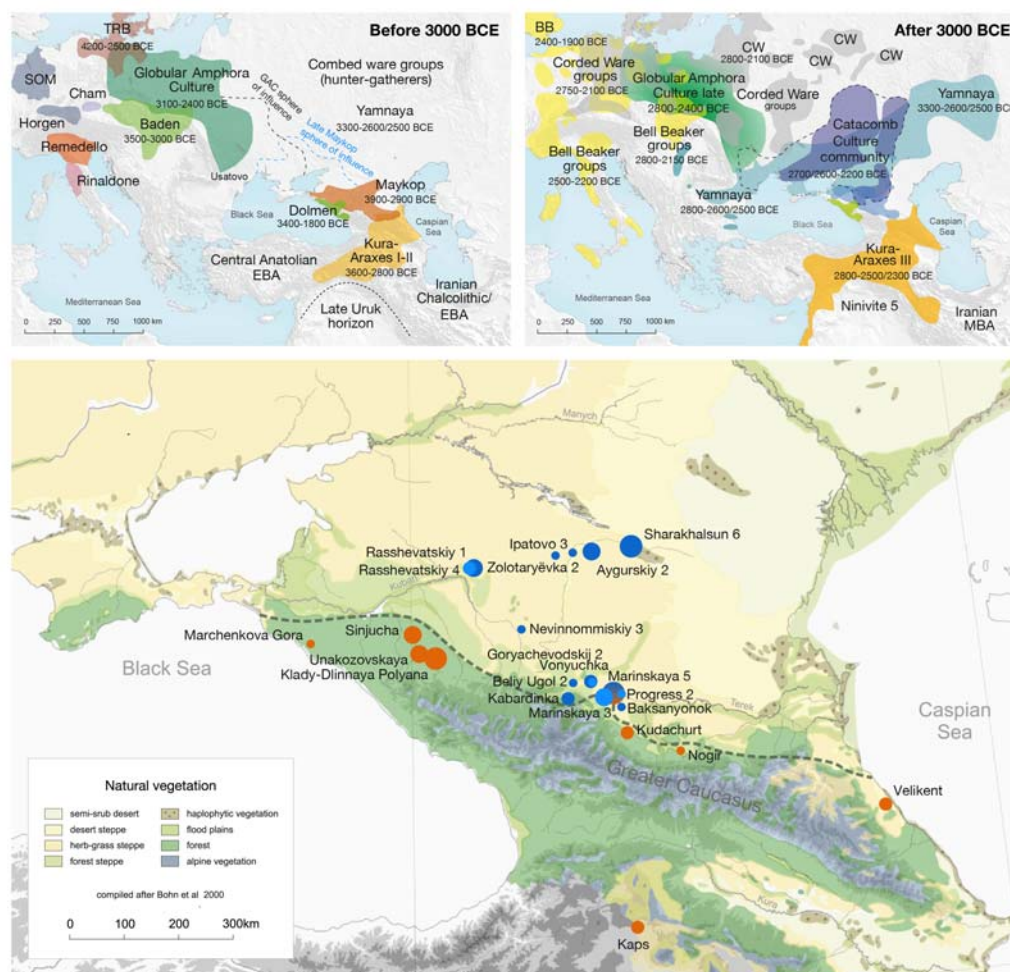 TRB
4200-2500 BCE
Before 3000 BCE
SOM
Globular Amphora
Culture
3100-2400 BCE
Combed ware groups
(hunter-gatherers)
Cham
GAC sphere
of influence
Yamnaya
3300-2600/2500 BCE
Horgen
Baden
3500-3000 BCE
Late Maykop
sphere of influence
Remedello
Rinaldone
Usatovo
Maykop
3900-2900 BCE
Black Sea
Dolmen
3400-1800 BCE
Caspian
Sea
Kura-
Araxes I-II
3600-2800 BCE
Central Anatolian
EBA
Iranian
Chalcolithic/
EBA
Mediterranean Sea
Late Uruk
horizon
0 250 500 1000 km
BB
2400-1900 BCE
After 3000 BCE
CW
2800-2100 BCE
CW
CW
Corded Ware
groups
2750-2100 BCE
Globular Amphora
Culture late
2800-2400 BCE
Corded Ware
groups
Yamnaya
3300-2600/2500 BCE
Bell Beaker
groups
2800-2150 BCE
Catacomb
Culture
community
2700/2600-2200 BCE
Bell Beaker
groups
2500-2200 BCE
Yamnaya
2800-2600/2500 BCE
Black Sea
Caspian
Sea
Kura-
Araxes III
2800-2500/2300 BCE
Mediterranean Sea
Ninivite 5
Iranian
MBA
0 250 500 1000 km
Manych
Sharakhalsun 6
Ipatovo 3
Rasshevatskiy 1
Rasshevatskiy 4
Zolotaryëvka 2
Aygurskiy 2
Kuban
Nevinnommiskiy 3
Marchenkova Gora
Sinjucha
Goryachevodskij 2
Black Sea
Unakozovskaya
Vonyuchka
Marinskaya 5
Klady-Dlinnaya Polyana
Beliy Ugol 2
Progress 2
Kabardinka
Baksanyonok
Marinskaya 3
Terek
Caspian
Sea
Kudachurt
Nogir
Greater Caucasus
Velikent
Natural vegetation
semi-srub desert
haplophytic vegetation
desert steppe
flood plains
herb-grass steppe
forest
forest steppe
alpine vegetation
compiled after Bohn et al 2000
0 100 200 300km
Kura
Kaps